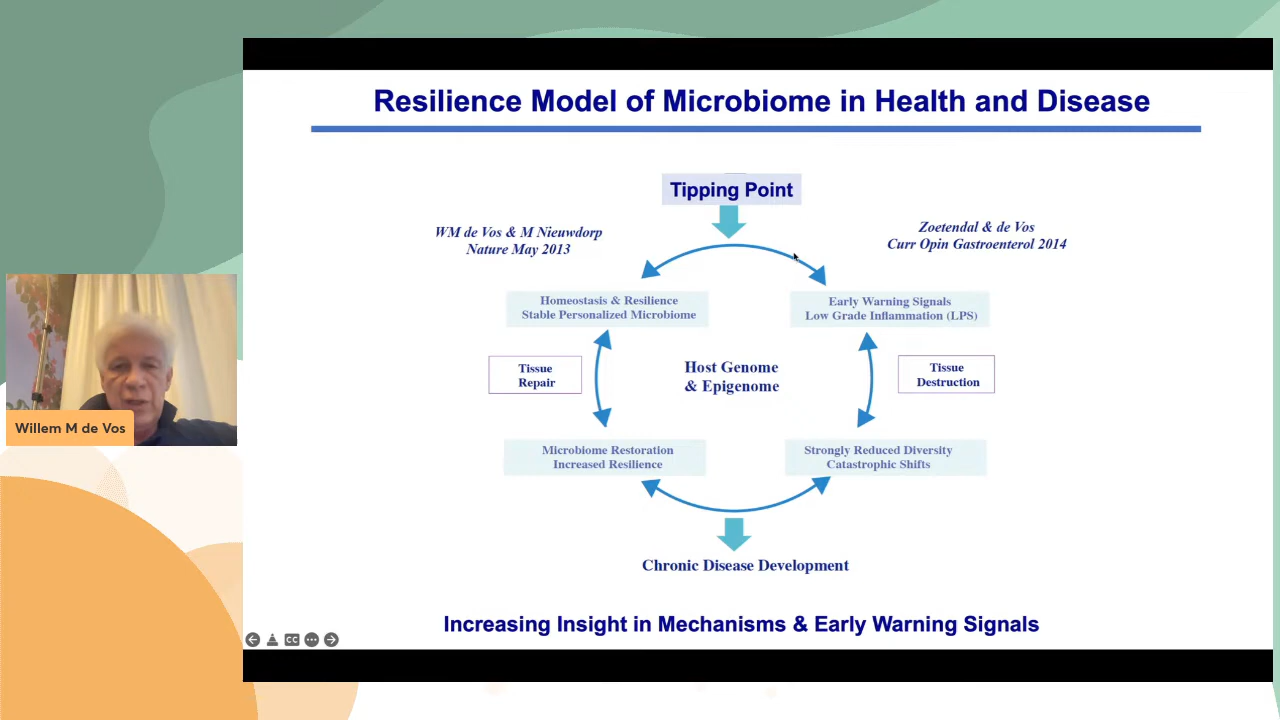 Resilience Model of Microbiome in Health and Disease
Tipping Point
WM de Vos & M Nieuwdorp
Nature May 2013
Zoetendal & de Vos
Curr Opin Gastroenterol 2014
Homeostasis & Resilience
Stable Personalized Microbiome
Early Warning Signals
Low Grade Inflammation (LPS)
Tissue
Repair
Host Genome
& Epigenome
Tissue
Destruction
Microbiome Restoration
Increased Resilience
Strongly Reduced Diversity
Catastrophic Shifts
Chronic Disease Development
Increasing Insight in Mechanisms & Early Warning Signals
Willem M de Vos
CC